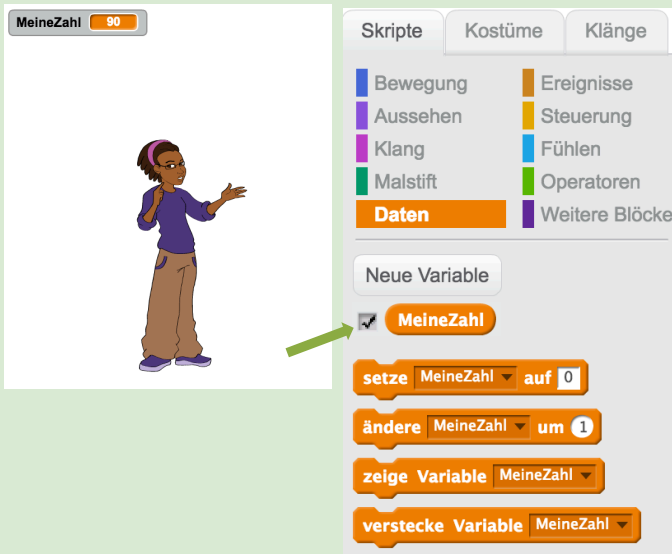 MeineZahl 90
Skripte Kostüme Klänge
Bewegung Ereignisse
Aussehen Steuerung
Klang Fühlen
Malstift Operatoren
Daten Weitere Blöcke
Neue Variable
MeineZahl
setze MeineZahl auf 0
ändere MeineZahl um 1
zeige Variable MeineZahl
verstecke Variable MeineZahl